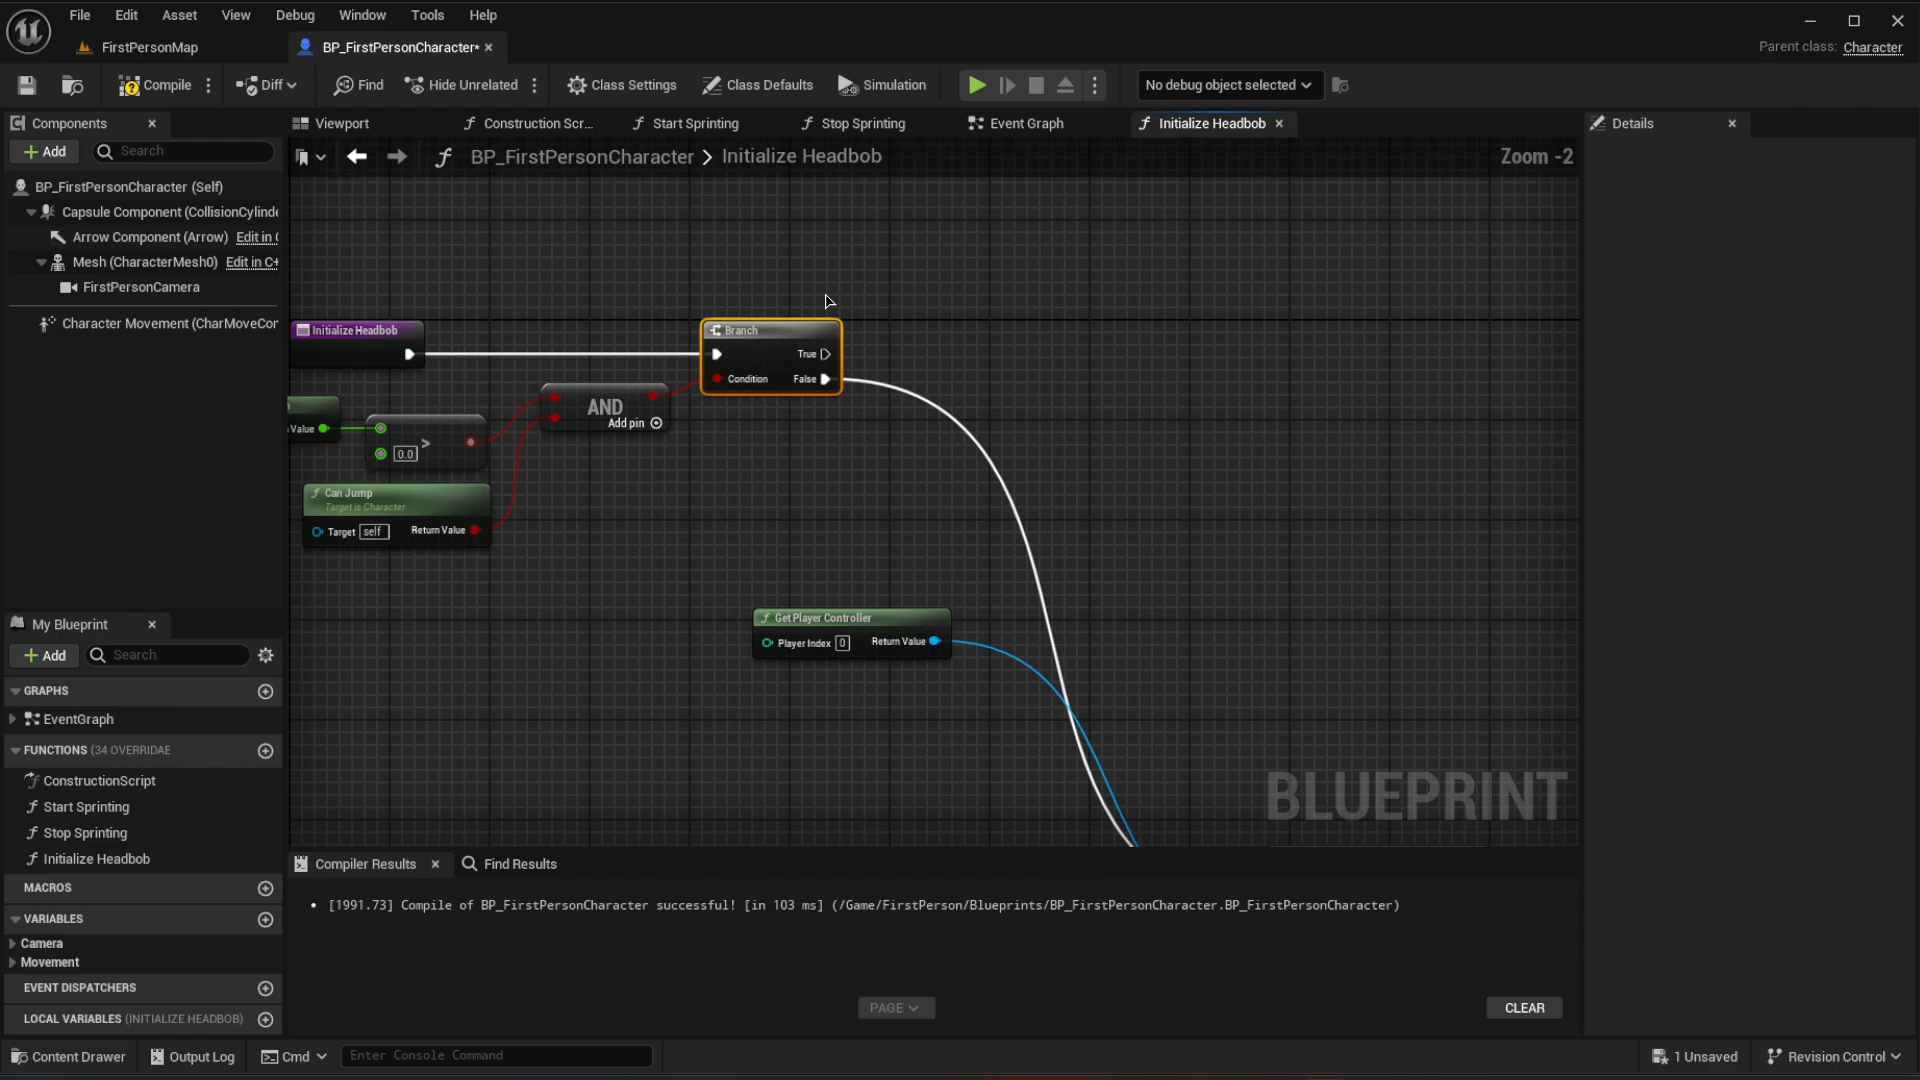 File Edit Asset View Debug Window Tools Help
FirstPersonMap BP_FirstPersonCharacter*
Parent class: Character
Compile Diff Find Hide Unrelated Class Settings Class Defaults Simulation No debug object selected
Components
Viewport Construction Scr... Start Sprinting Stop Sprinting Event Graph Initialize Headbob
Details
Add Search
BP_FirstPersonCharacter > Initialize Headbob
Zoom -2
BP_FirstPersonCharacter (Self)
Capsule Component (CollisionCylinde
Arrow Component (Arrow) Edit in
Mesh (CharacterMesh0) Edit in C+
FirstPersonCamera
Character Movement (CharMoveCor
Initialize Headbob
Branch
True
Condition False
AND
Add pin
Value
>
0.0
Can Jump
Target is Character
Target self Return Value
Get Player Controller
Player Index 0 Return Value
BLUEPRINT
My Blueprint
Add Search
GRAPHS
EventGraph
FUNCTIONS (34 OVERRIDAE
ConstructionScript
Start Sprinting
Stop Sprinting
Initialize Headbob
MACROS
VARIABLES
Camera
Movement
EVENT DISPATCHERS
LOCAL VARIABLES (INITIALIZE HEADBOB)
Compiler Results Find Results
[1991.73] Compile of BP_FirstPersonCharacter successful! [in 103 ms] (/Game/FirstPerson/Blueprints/BP_FirstPersonCharacter.BP_FirstPersonCharacter)
PAGE
CLEAR
Content Drawer Output Log Cmd Enter Console Command 1 Unsaved Revision Control